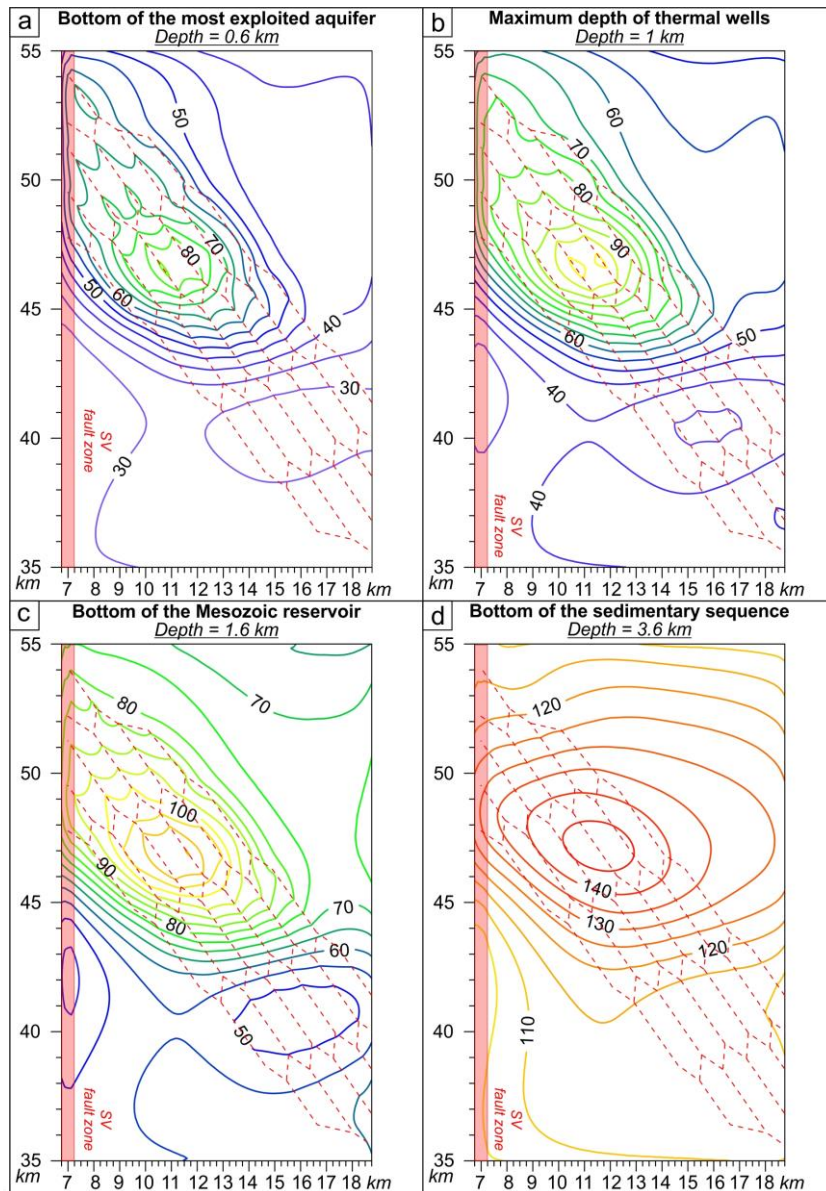 a
Bottom of the most exploited aquifer
Depth = 0.6 km
55
50
45
40
35
50
70
80
60
50
40
30
30
SV
fault zone
km
7 8 9 10 11 12 13 14 15 16 17 18 km
b
Maximum depth of thermal wells
Depth = 1 km
55
50
45
40
35
60
70
80
90
60
50
40
40
SV
fault zone
km
7 8 9 10 11 12 13 14 15 16 17 18 km
c
Bottom of the Mesozoic reservoir
Depth = 1.6 km
55
50
45
40
35
70
80
100
90
80
70
60
50
SV
fault zone
km
7 8 9 10 11 12 13 14 15 16 17 18 km
d
Bottom of the sedimentary sequence
Depth = 3.6 km
55
50
45
40
35
120
140
130
120
110
SV
fault zone
km
7 8 9 10 11 12 13 14 15 16 17 18 km